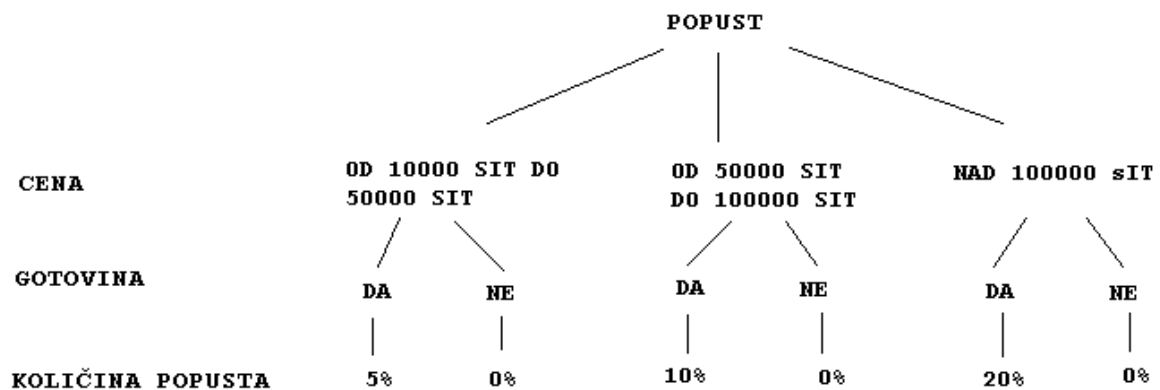 POPUST
CENA
OD 10000 SIT DO
50000 SIT
OD 50000 SIT
DO 100000 SIT
NAD 100000 sIT
GOTOVINA
DA
NE
DA
NE
DA
NE
KOLIČINA POPUSTA
5%
0%
10%
0%
20%
0%